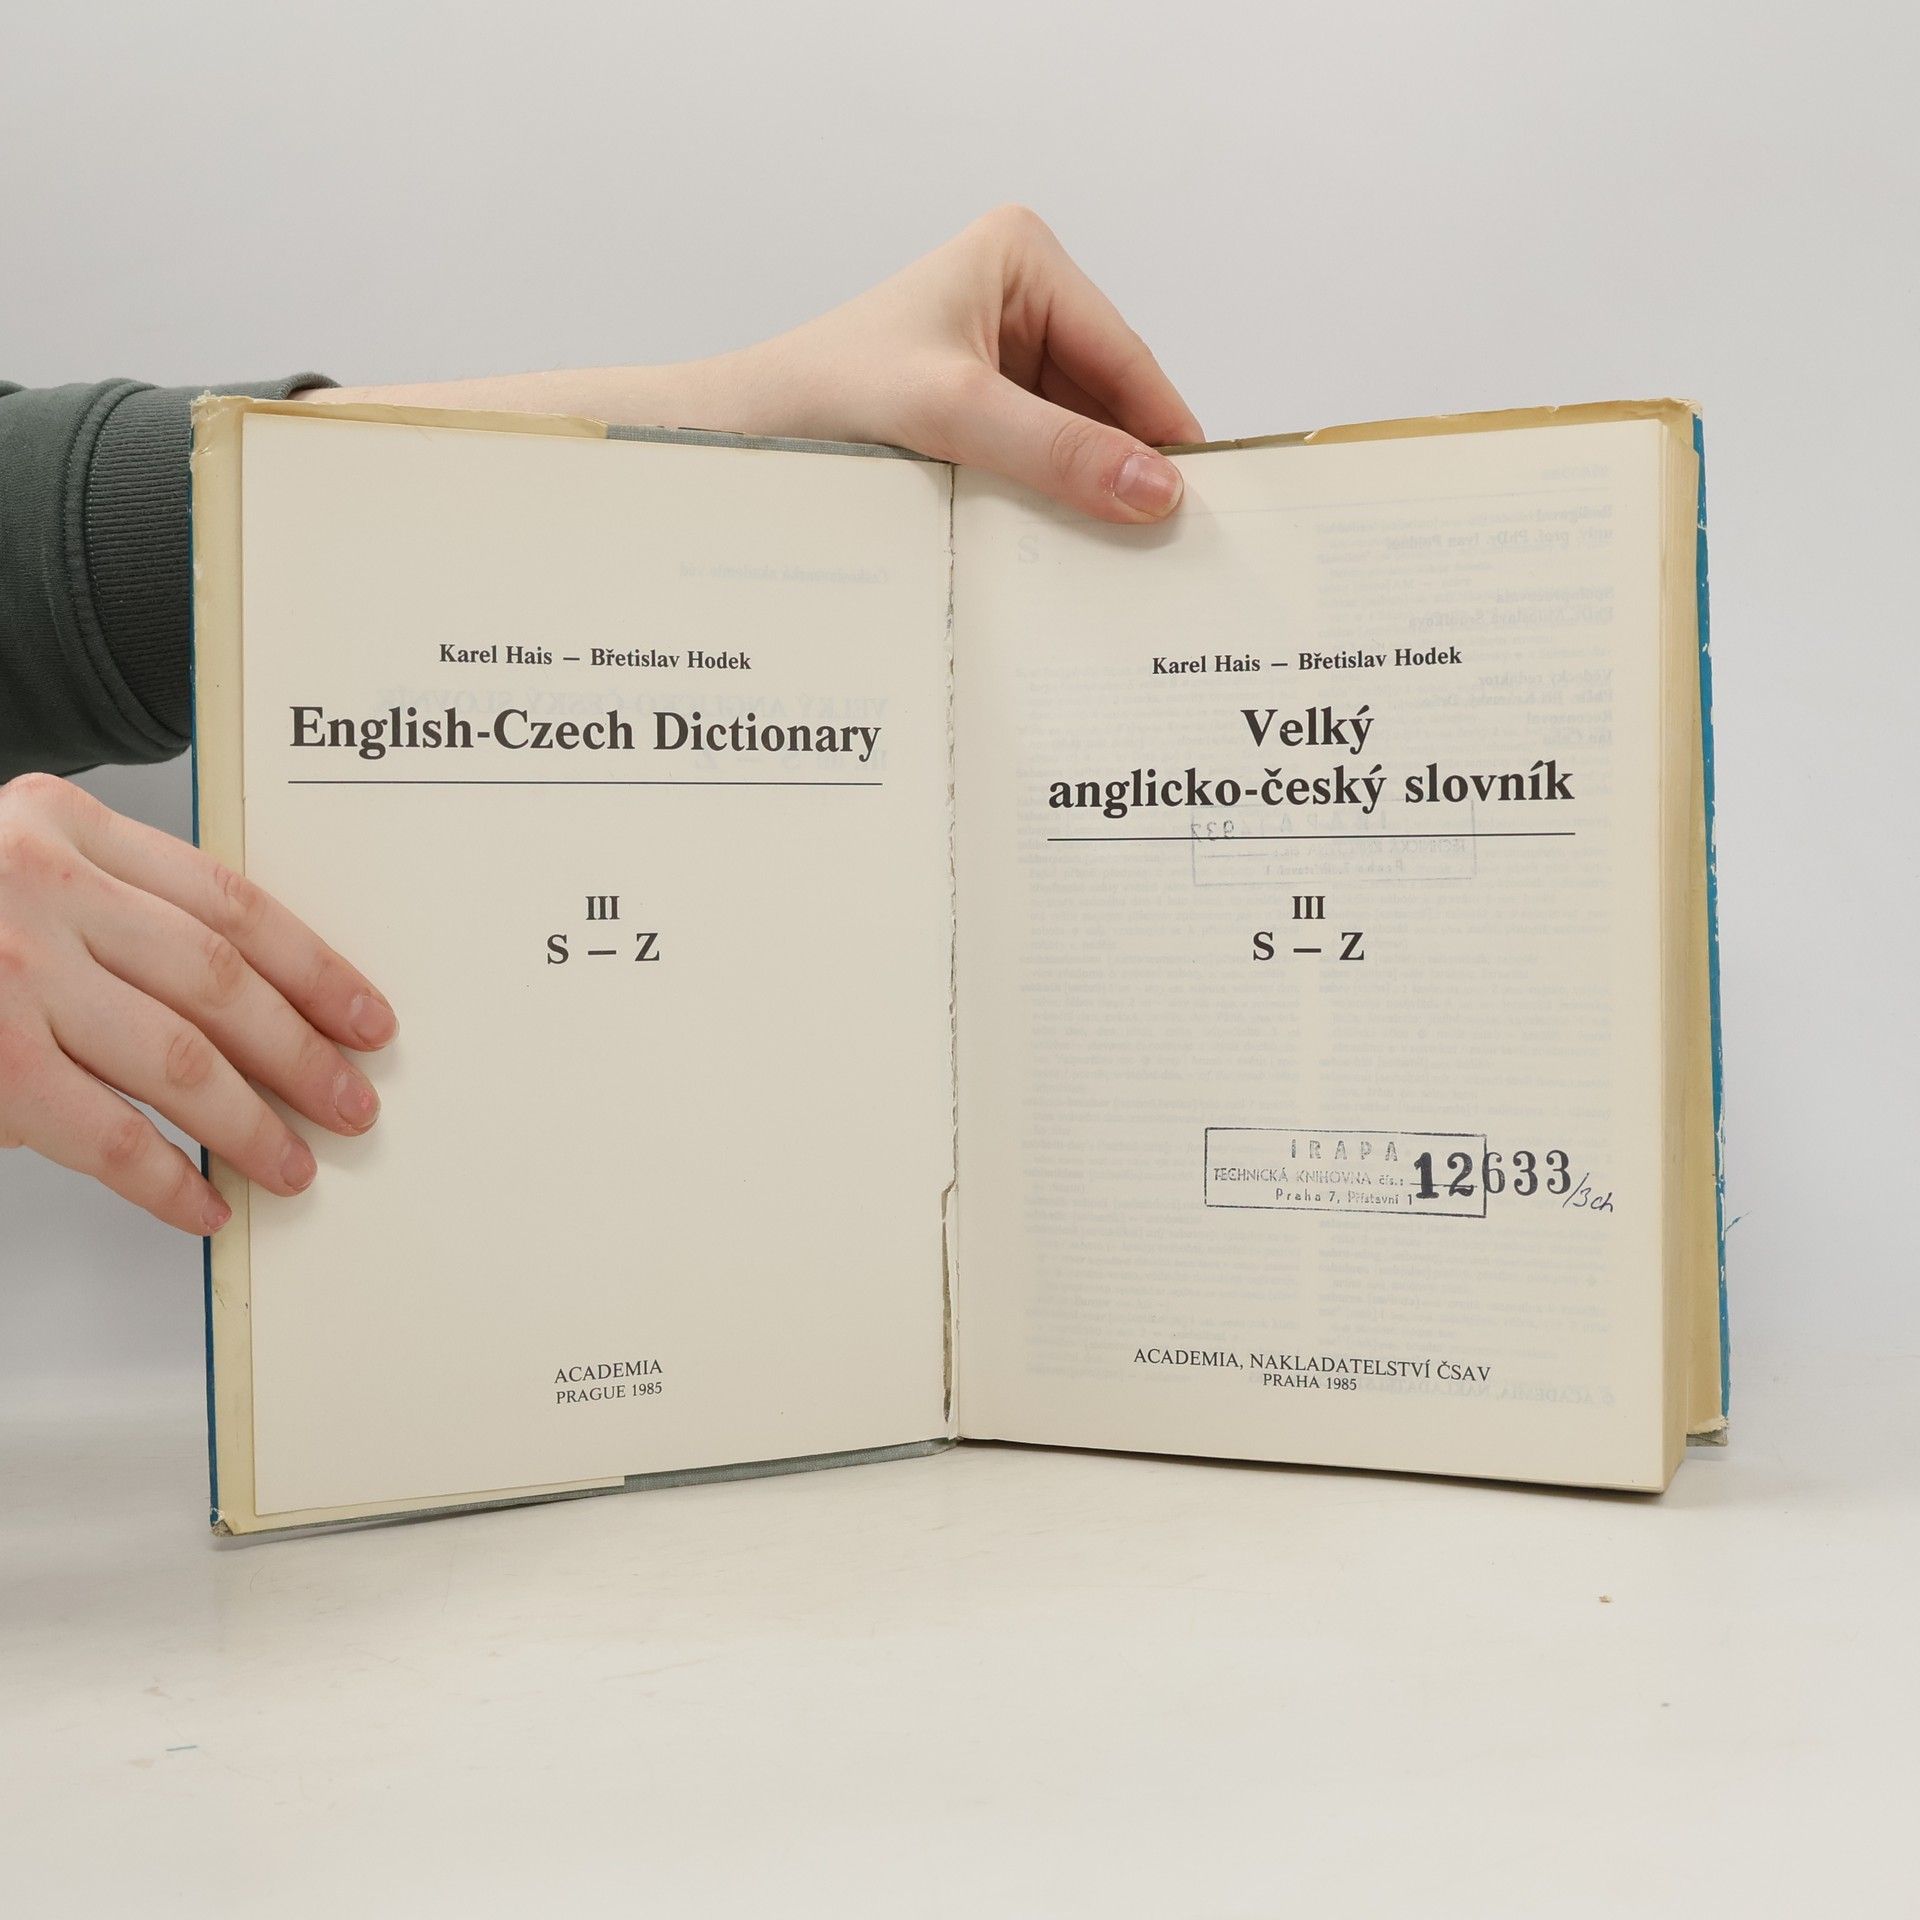 Karel Hais – Břetislav Hodek
English-Czech Dictionary
III
S – Z
ACADEMIA
PRAGUE 1985
Karel Hais – Břetislav Hodek
Velký
anglicko-český slovník
III
S – Z
IRAPA
TECHNICKÁ KNIHOVNA čís.: 12633/3ch
Praha 7, Přístavní 1
ACADEMIA, NAKLADATELSTVÍ ČSAV
PRAHA 1985